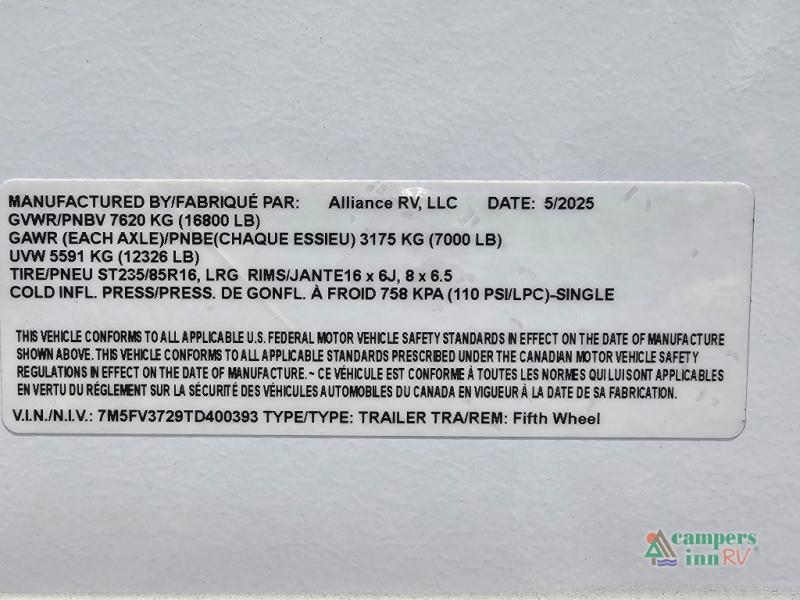 MANUFACTURED BY/FABRIQUÉ PAR: Alliance RV, LLC DATE: 5/2025
GVWR/PNBV 7620 KG (16800 LB)
GAWR (EACH AXLE)/PNBE(CHAQUE ESSIEU) 3175 KG (7000 LB)
UVW 5591 KG (12326 LB)
TIRE/PNEU ST235/85R16, LRG RIMS/JANTE16 x 6J, 8 x 6.5
COLD INFL. PRESS/PRESS. DE GONFL. À FROID 758 KPA (110 PSI/LPC)-SINGLE
THIS VEHICLE CONFORMS TO ALL APPLICABLE U.S. FEDERAL MOTOR VEHICLE SAFETY STANDARDS IN EFFECT ON THE DATE OF MANUFACTURE
SHOWN ABOVE. THIS VEHICLE CONFORMS TO ALL APPLICABLE STANDARDS PRESCRIBED UNDER THE CANADIAN MOTOR VEHICLE SAFETY
REGULATIONS IN EFFECT ON THE DATE OF MANUFACTURE. ~ CE VÉHICULE EST CONFORME À TOUTES LES NORMES QUI LUI SONT APPLICABLES
EN VERTU DU RÉGLEMENT SUR LA SÉCURITÉ DES VÉHICULES AUTOMOBILES DU CANADA EN VIGUEUR À LA DATE DE SA FABRICATION.
V.I.N./N.I.V.: 7M5FV3729TD400393 TYPE/TYPE: TRAILER TRA/REM: Fifth Wheel
campers
inn RV